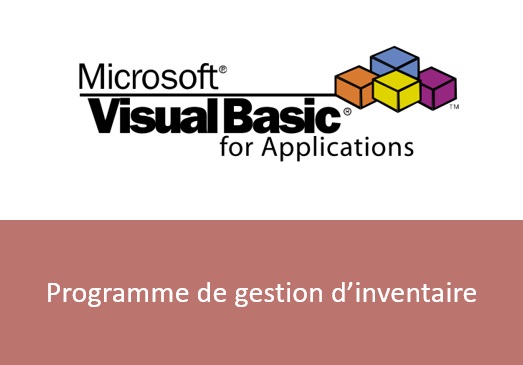 Microsoft®
Visual Basic®
for Applications
TM
Programme de gestion d’inventaire